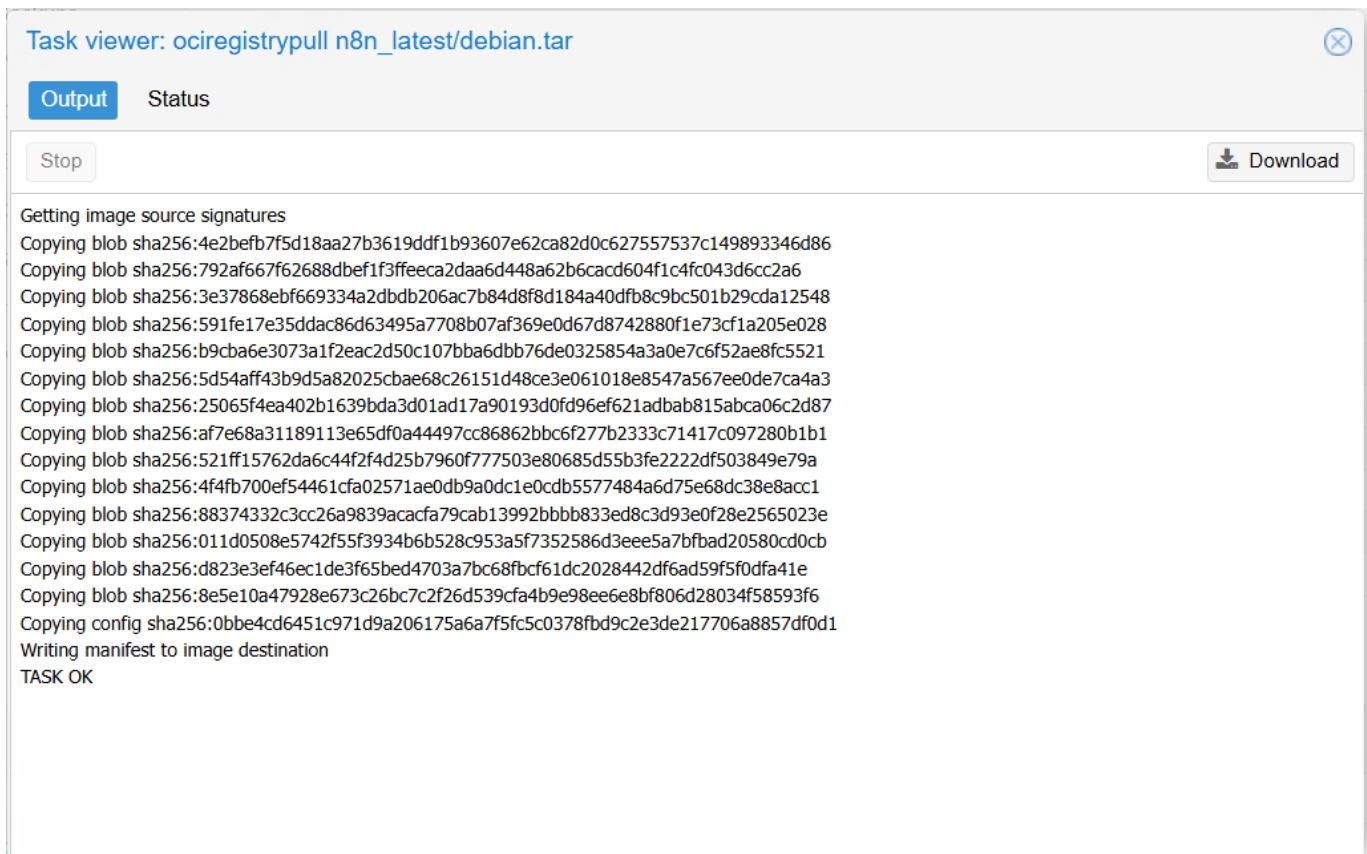 Task viewer: ociregistrypull n8n_latest/debian.tar
Output Status
Stop Download
Getting image source signatures
Copying blob sha256:4e2befb7f5d18aa27b3619ddf1b93607e62ca82d0c627557537c149893346d86
Copying blob sha256:792af667f62688dbef1f3ffeeca2daa6d448a62b6cacd604f1c4fc043d6cc2a6
Copying blob sha256:3e37868ebf669334a2dbdb206ac7b84d8f8d184a40dfb8c9bc501b29cda12548
Copying blob sha256:591fe17e35ddac86d63495a7708b07af369e0d67d8742880f1e73cf1a205e028
Copying blob sha256:b9cba6e3073a1f2eac2d50c107bba6dbb76de0325854a3a0e7c6f52ae8fc5521
Copying blob sha256:5d54aff43b9d5a82025cbae68c26151d48ce3e061018e8547a567ee0de7ca4a3
Copying blob sha256:25065f4ea402b1639bda3d01ad17a90193d0fd96ef621adbab815abca06c2d87
Copying blob sha256:af7e68a31189113e65df0a44497cc86862bbc6f277b2333c71417c097280b1b1
Copying blob sha256:521ff15762da6c44f2f4d25b7960f777503e80685d55b3fe2222df503849e79a
Copying blob sha256:4f4fb700ef54461cfa02571ae0db9a0dc1e0cdb5577484a6d75e68dc38e8acc1
Copying blob sha256:88374332c3cc26a9839acacfa79cab13992bbbb833ed8c3d93e0f28e2565023e
Copying blob sha256:011d0508e5742f55f3934b6b528c953a5f7352586d3eee5a7bfbad20580cd0cb
Copying blob sha256:d823e3ef46ec1de3f65bed4703a7bc68fbcf61dc2028442df6ad59f5f0dfa41e
Copying blob sha256:8e5e10a47928e673c26bc7c2f26d539cfa4b9e98ee6e8bf806d28034f58593f6
Copying config sha256:0bbe4cd6451c971d9a206175a6a7f5fc5c0378fbd9c2e3de217706a8857df0d1
Writing manifest to image destination
TASK OK